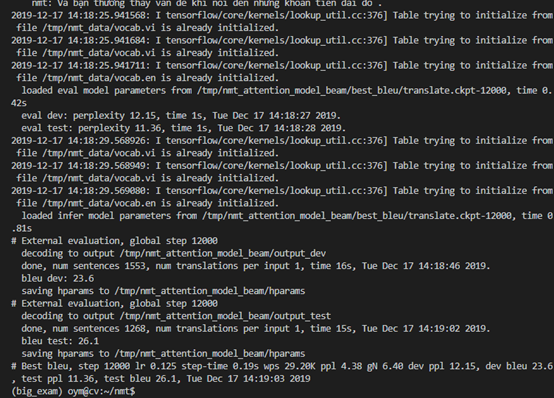 nmt: Và bạn thường thấy vấn đề khi nói đến những khoản tiền dài do .
2019-12-17 14:18:25.941568: I tensorflow/core/kernels/lookup_util.cc:376] Table trying to initialize from
file /tmp/nmt_data/vocab.vi is already initialized.
2019-12-17 14:18:25.941684: I tensorflow/core/kernels/lookup_util.cc:376] Table trying to initialize from
file /tmp/nmt_data/vocab.vi is already initialized.
2019-12-17 14:18:25.941711: I tensorflow/core/kernels/lookup_util.cc:376] Table trying to initialize from
file /tmp/nmt_data/vocab.en is already initialized.
loaded eval model parameters from /tmp/nmt_attention_model_beam/best_bleu/translate.ckpt-12000, time 0.
42s
eval dev: perplexity 12.15, time 1s, Tue Dec 17 14:18:27 2019.
eval test: perplexity 11.36, time 1s, Tue Dec 17 14:18:28 2019.
2019-12-17 14:18:29.568926: I tensorflow/core/kernels/lookup_util.cc:376] Table trying to initialize from
file /tmp/nmt_data/vocab.vi is already initialized.
2019-12-17 14:18:29.568949: I tensorflow/core/kernels/lookup_util.cc:376] Table trying to initialize from
file /tmp/nmt_data/vocab.vi is already initialized.
2019-12-17 14:18:29.569080: I tensorflow/core/kernels/lookup_util.cc:376] Table trying to initialize from
file /tmp/nmt_data/vocab.en is already initialized.
loaded infer model parameters from /tmp/nmt_attention_model_beam/best_bleu/translate.ckpt-12000, time 0
.81s
# External evaluation, global step 12000
decoding to output /tmp/nmt_attention_model_beam/output_dev
done, num sentences 1553, num translations per input 1, time 16s, Tue Dec 17 14:18:46 2019.
bleu dev: 23.6
saving hparams to /tmp/nmt_attention_model_beam/hparams
# External evaluation, global step 12000
decoding to output /tmp/nmt_attention_model_beam/output_test
done, num sentences 1268, num translations per input 1, time 15s, Tue Dec 17 14:19:02 2019.
bleu test: 26.1
saving hparams to /tmp/nmt_attention_model_beam/hparams
# Best bleu, step 12000 lr 0.125 step-time 0.19s wps 29.20K ppl 4.38 gN 6.40 dev ppl 12.15, dev bleu 23.6
, test ppl 11.36, test bleu 26.1, Tue Dec 17 14:19:03 2019
(big_exam) oym@cv:~/nmt$